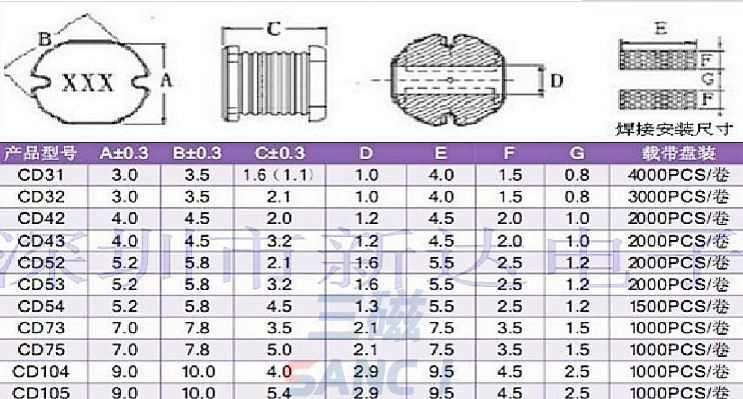 B
XXX
A
C
D
E
F
G
F
焊接安装尺寸
产品型号 A±0.3 B±0.3 C±0.3 D E F G 载带盘装
CD31 3.0 3.5 1.6 (1.1) 1.0 4.0 1.5 0.8 4000PCS/卷
CD32 3.0 3.5 2.1 1.0 4.0 1.5 0.8 3000PCS/卷
CD42 4.0 4.5 2.0 1.2 4.5 2.0 1.0 2000PCS/卷
CD43 4.0 4.5 3.2 1.2 4.5 2.0 1.0 2000PCS/卷
CD52 5.2 5.8 2.1 1.6 5.5 2.5 1.2 2000PCS/卷
CD53 5.2 5.8 3.2 1.6 5.5 2.5 1.2 2000PCS/卷
CD54 5.2 5.8 4.5 1.3 5.5 2.5 1.2 1500PCS/卷
CD73 7.0 7.8 3.5 2.1 7.5 3.5 1.5 1000PCS/卷
CD75 7.0 7.8 5.0 2.1 7.5 3.5 1.5 1000PCS/卷
CD104 9.0 10.0 4.0 2.9 9.5 4.5 2.5 1000PCS/卷
CD105 9.0 10.0 5.4 2.9 9.5 4.5 2.5 1000PCS/卷
深圳市新达电子
三磁